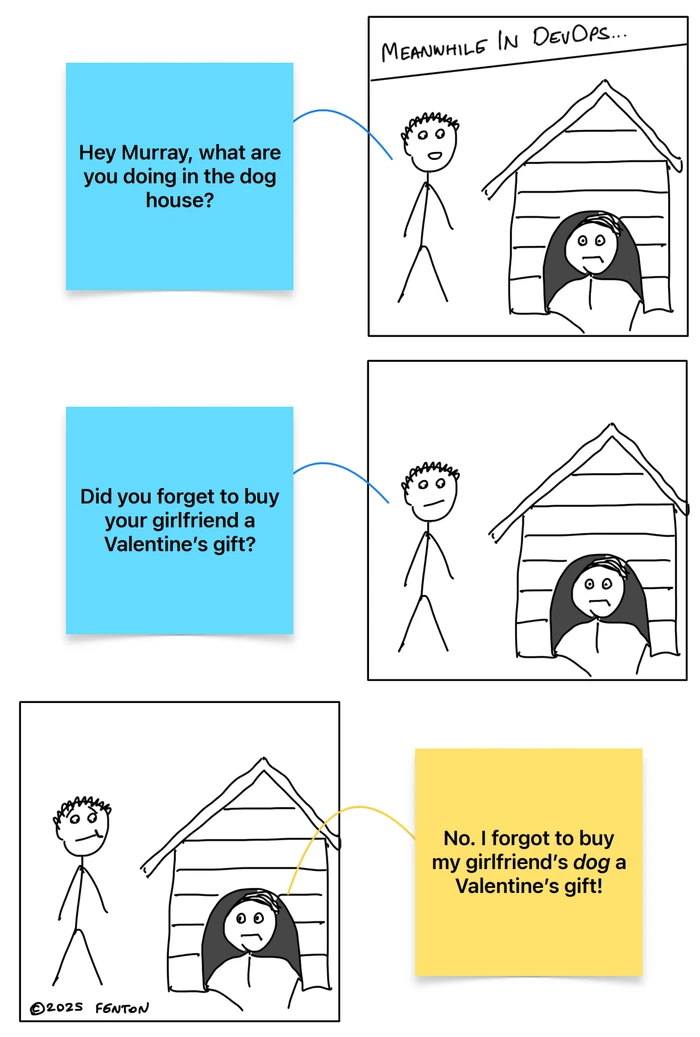 MEANWHILE IN DEVOPS...
Hey Murray, what are
you doing in the dog
house?
Did you forget to buy
your girlfriend a
Valentine’s gift?
No. I forgot to buy
my girlfriend’s dog a
Valentine’s gift!
©2025 FENTON